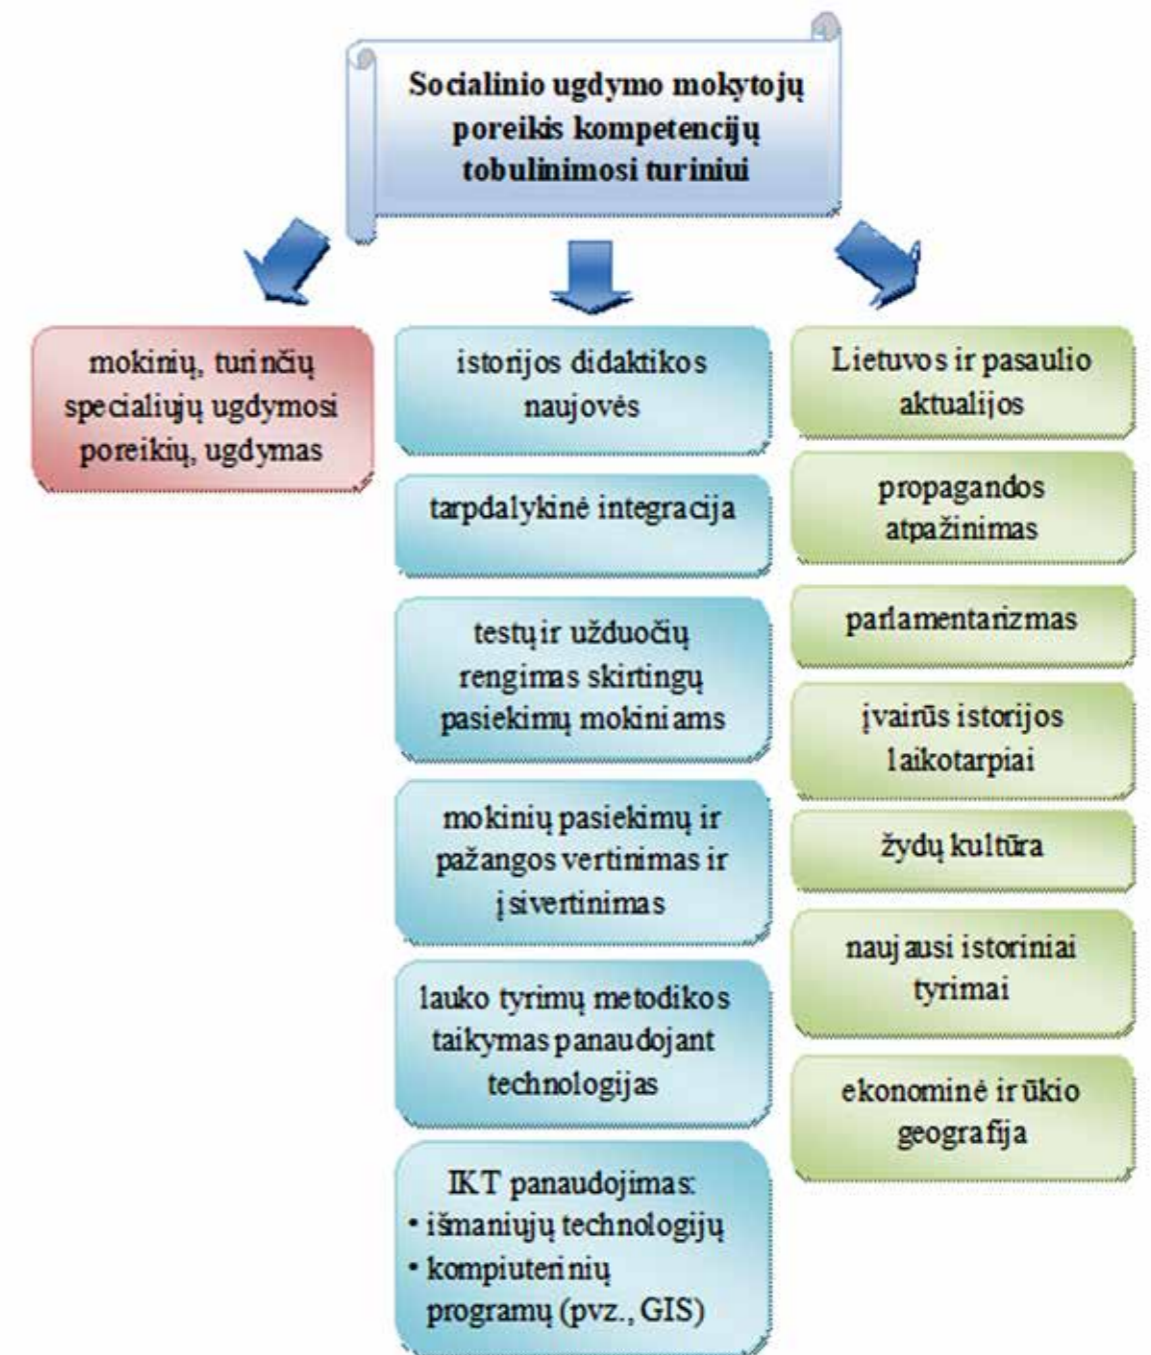 Socialinio ugdymo mokytojų
poreikis kompetencijų
tobulinimosi turiniui
mokinių, turinčių
specialiųjų ugdymosi
poreikių, ugdymas
istorijos didaktikos
naujovės
tarpdalykinė integracija
testų ir užduočių
rengimas skirtingų
pasiekimų mokiniams
mokinių pasiekimų ir
pažangos vertinimas ir
įsivertinimas
lauko tyrimų metodikos
taikymas panaudojant
technologijas
IKT panaudojimas:
• išmaniųjų technologijų
• kompiuterinių
programų (pvz., GIS)
Lietuvos ir pasaulio
aktualijos
propagandos
atpažinimas
parlamentarizmas
įvairūs istorijos
laikotarpiai
žydų kultūra
naujausi istoriniai
tyrimai
ekonominė ir ūkio
geografija